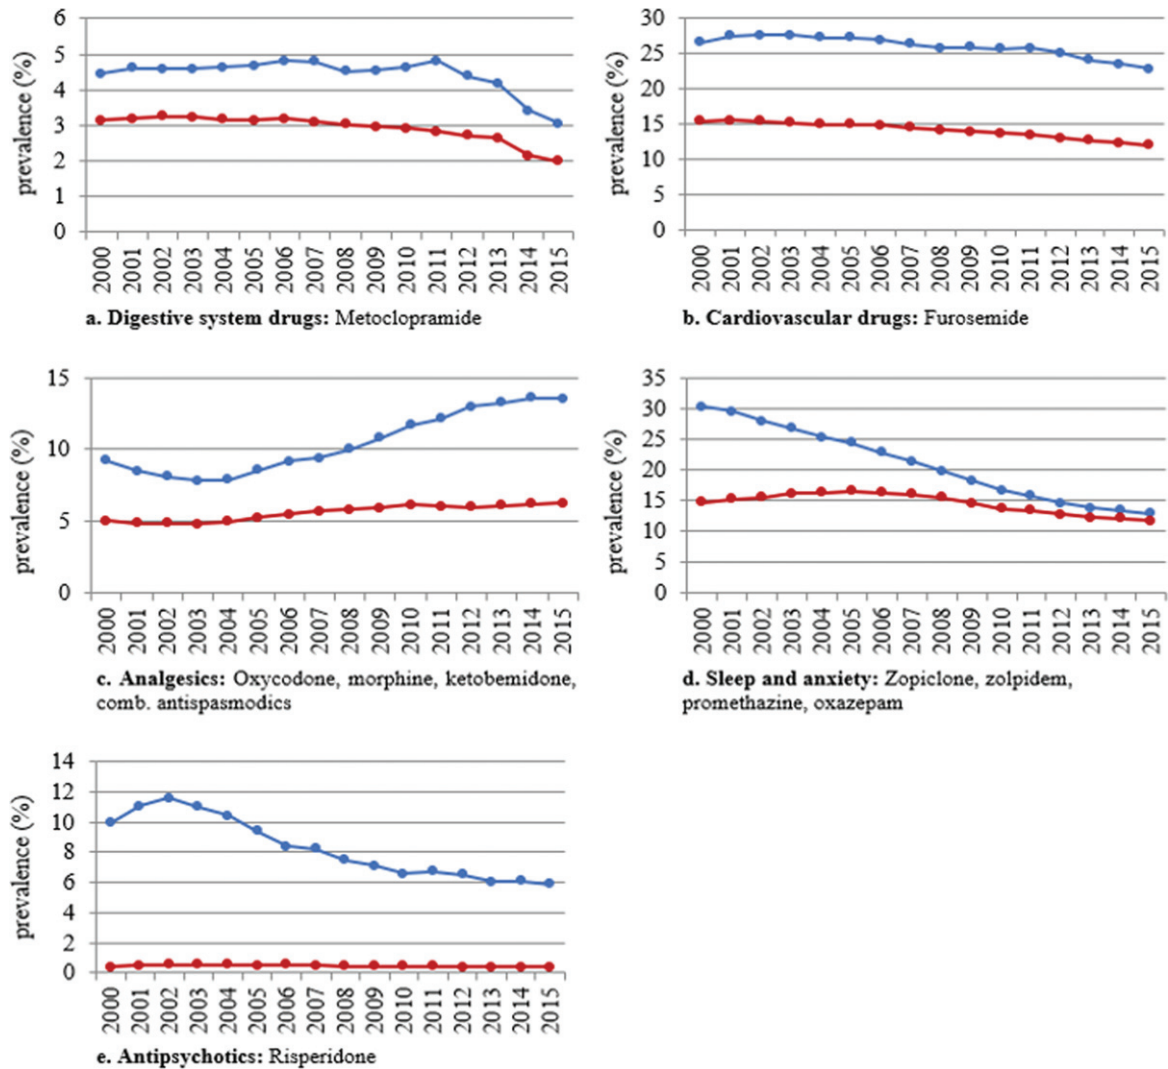 prevalence (%)
6
5
4
3
2
1
0
2000 2001 2002 2003 2004 2005 2006 2007 2008 2009 2010 2011 2012 2013 2014 2015
a. Digestive system drugs: Metoclopramide
prevalence (%)
30
25
20
15
10
5
0
2000 2001 2002 2003 2004 2005 2006 2007 2008 2009 2010 2011 2012 2013 2014 2015
b. Cardiovascular drugs: Furosemide
prevalence (%)
15
10
5
0
2000 2001 2002 2003 2004 2005 2006 2007 2008 2009 2010 2011 2012 2013 2014 2015
c. Analgesics: Oxycodone, morphine, ketobemidone,
comb. antispasmodics
prevalence (%)
35
30
25
20
15
10
5
0
2000 2001 2002 2003 2004 2005 2006 2007 2008 2009 2010 2011 2012 2013 2014 2015
d. Sleep and anxiety: Zopiclone, zolpidem,
promethazine, oxazepam
prevalence (%)
14
12
10
8
6
4
2
0
2000 2001 2002 2003 2004 2005 2006 2007 2008 2009 2010 2011 2012 2013 2014 2015
e. Antipsychotics: Risperidone